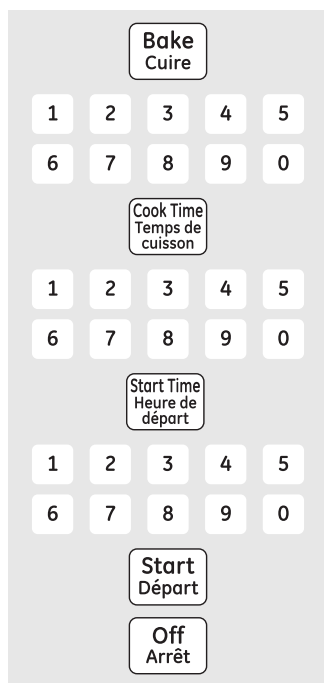 Bake
Cuire
1 2 3 4 5
6 7 8 9 0
Cook Time
Temps de
cuisson
1 2 3 4 5
6 7 8 9 0
Start Time
Heure de
départ
1 2 3 4 5
6 7 8 9 0
Start
Départ
Off
Arrêt